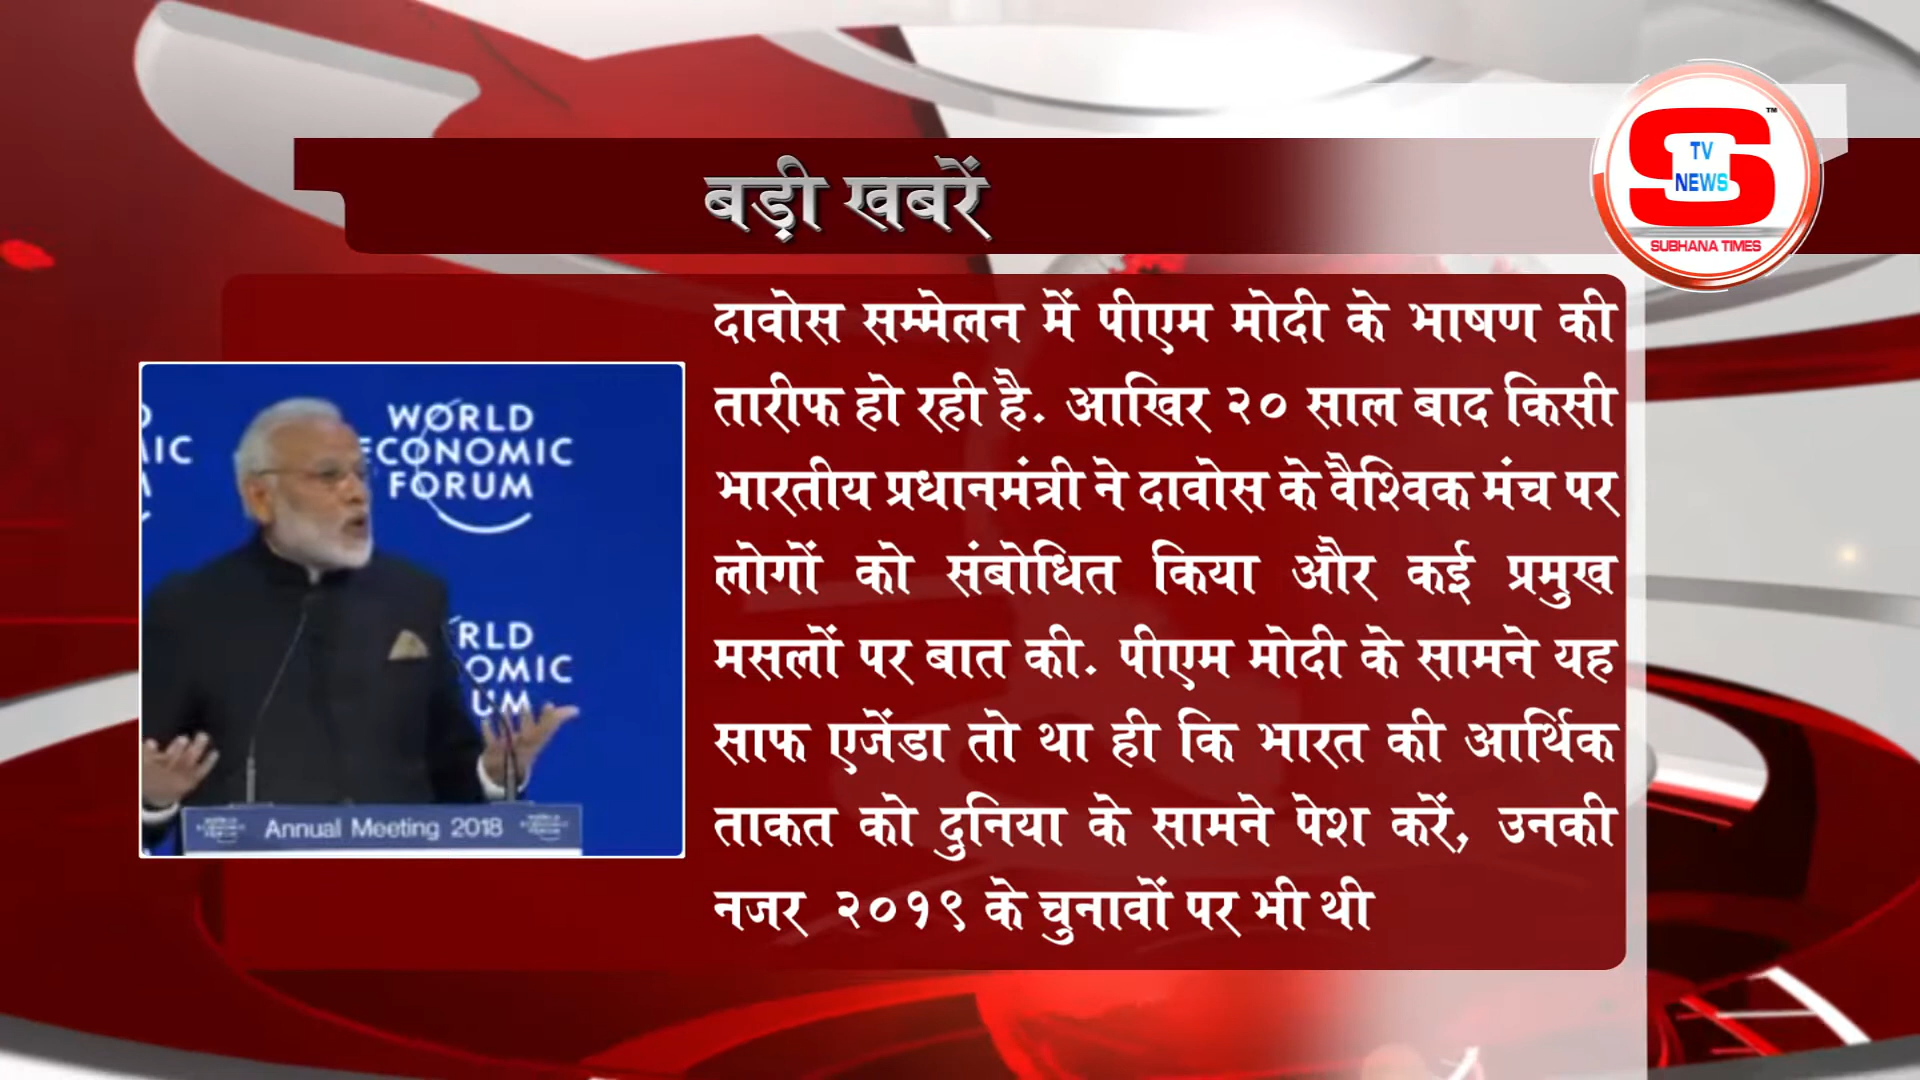 बड़ी खबरें
S
TM
TV
NEWS
SUBHANA TIMES
दावोस सम्मेलन में पीएम मोदी के भाषण की
तारीफ हो रही है. आखिर २० साल बाद किसी
भारतीय प्रधानमंत्री ने दावोस के वैश्विक मंच पर
लोगों को संबोधित किया और कई प्रमुख
मसलों पर बात की. पीएम मोदी के सामने यह
साफ एजेंडा तो था ही कि भारत की आर्थिक
ताकत को दुनिया के सामने पेश करें, उनकी
नजर २०१९ के चुनावों पर भी थी
WORLD
ECONOMIC
FORUM
D
IC
RLD
OMIC
UM
Annual Meeting 2018